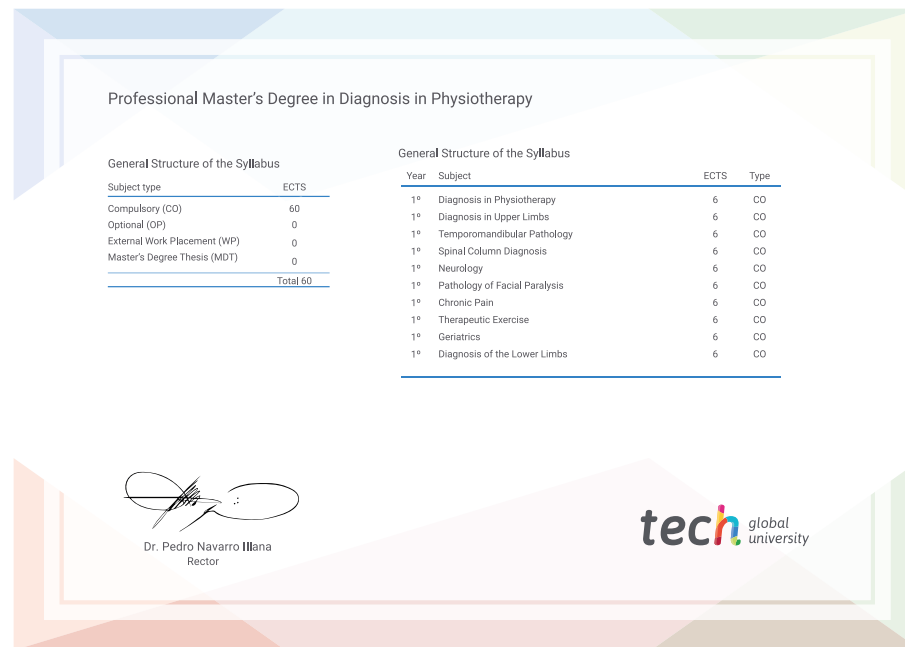 Professional Master's Degree in Diagnosis in Physiotherapy
General Structure of the Syllabus
Subject type ECTS
Compulsory (CO) 60
Optional (OP) 0
External Work Placement (WP) 0
Master's Degree Thesis (MDT) 0
Total 60
General Structure of the Syllabus
Year Subject ECTS Type
1º Diagnosis in Physiotherapy 6 CO
1º Diagnosis in Upper Limbs 6 CO
1º Temporomandibular Pathology 6 CO
1º Spinal Column Diagnosis 6 CO
1º Neurology 6 CO
1º Pathology of Facial Paralysis 6 CO
1º Chronic Pain 6 CO
1º Therapeutic Exercise 6 CO
1º Geriatrics 6 CO
1º Diagnosis of the Lower Limbs 6 CO
Dr. Pedro Navarro Illana
Rector
tech global
university